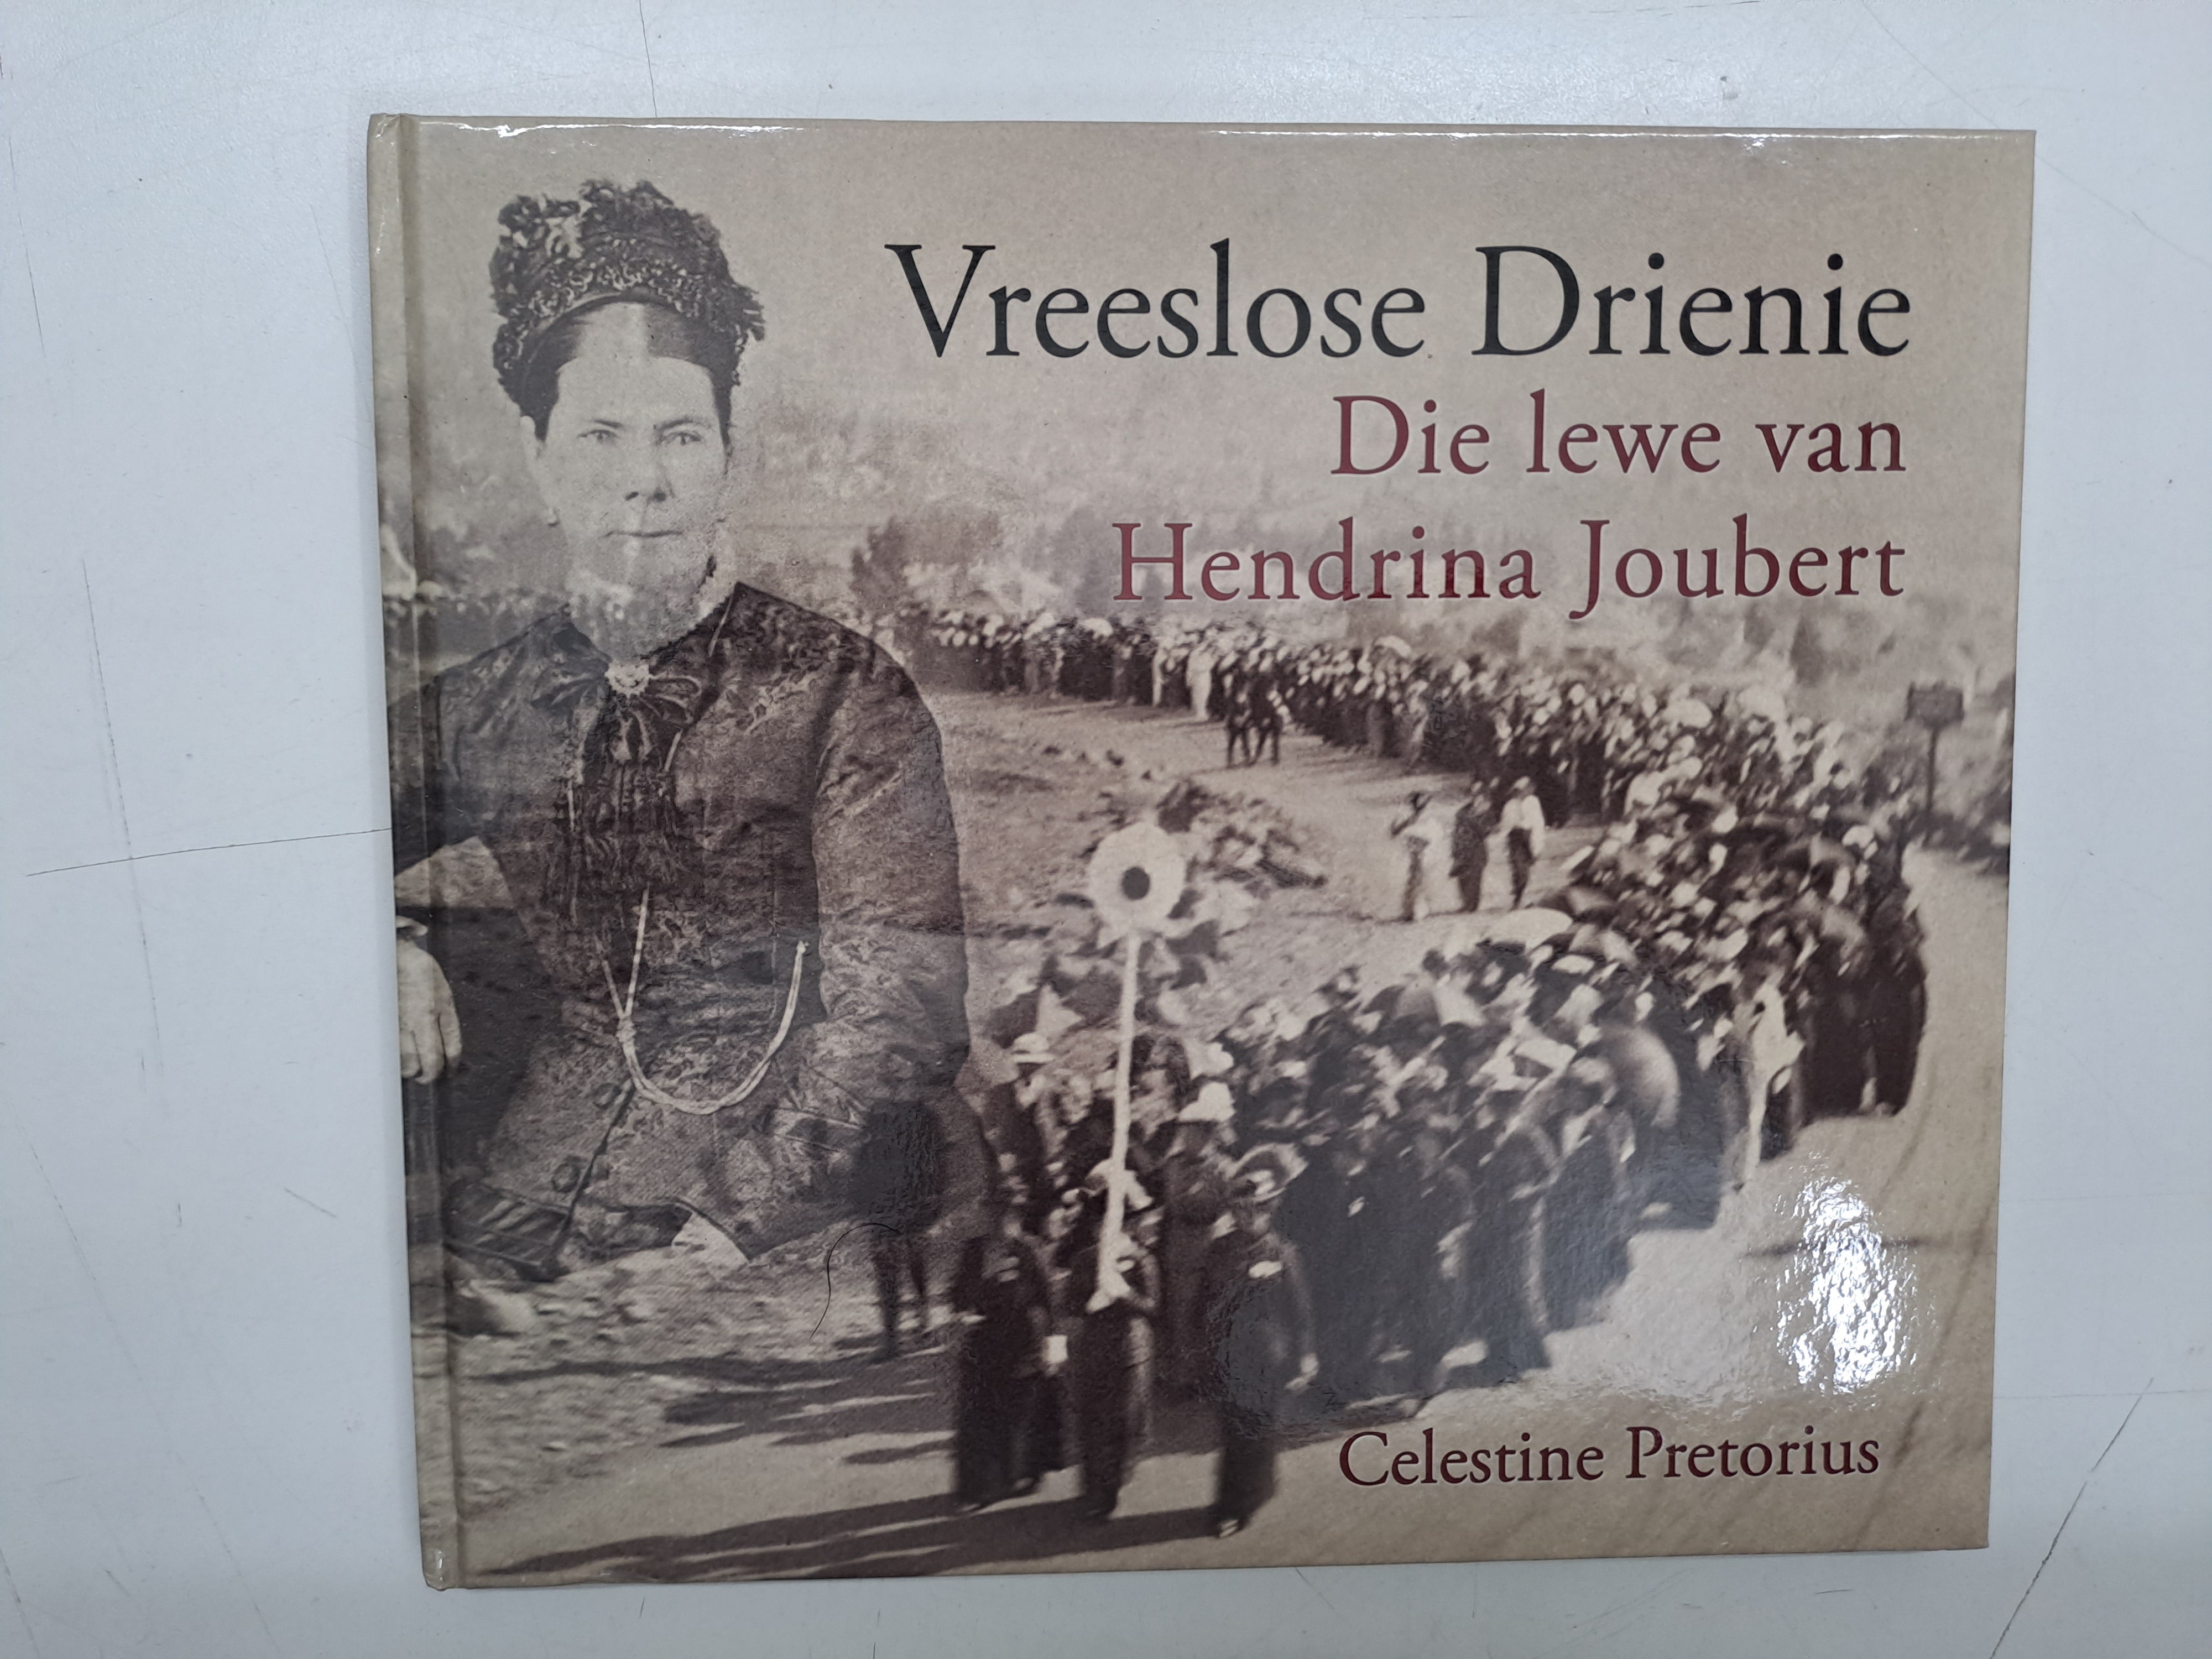 Vreeslose Drienie
Die lewe van
Hendrina Joubert
Celestine Pretorius